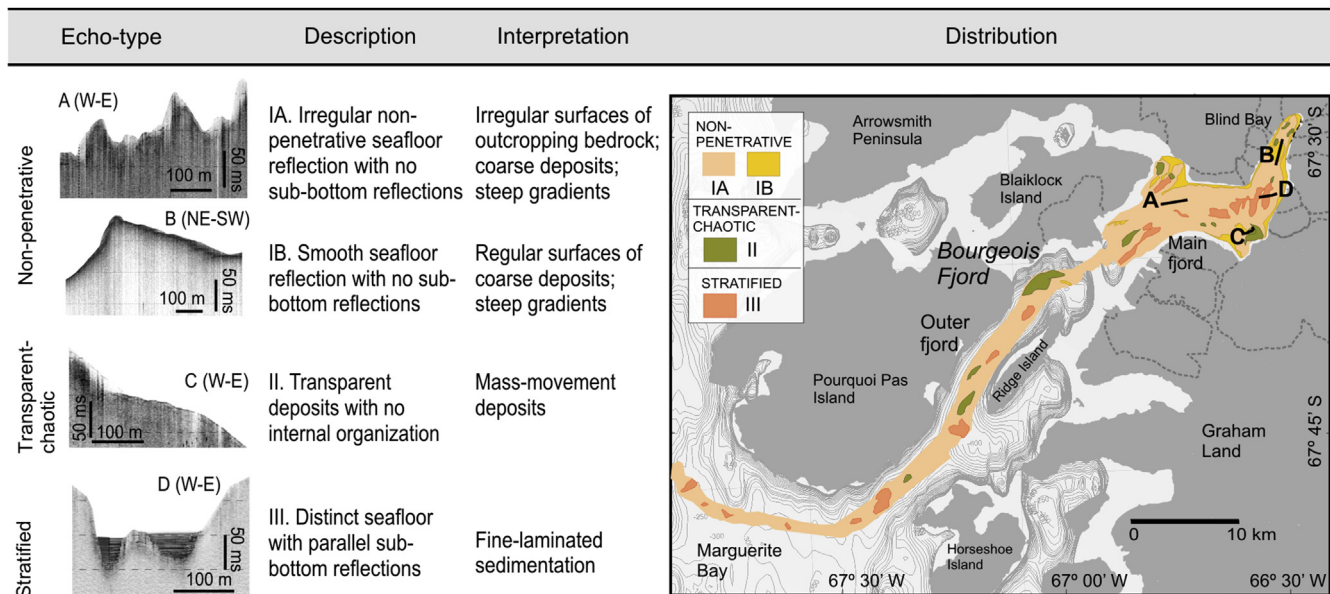 Echo-type
Description
Interpretation
Distribution
Non-penetrative
A (W-E)
100 m
50 ms
IA. Irregular non-
penetrative seafloor
reflection with no
sub-bottom reflections
Irregular surfaces of
outcropping bedrock;
coarse deposits;
steep gradients
B (NE-SW)
100 m
50 ms
IB. Smooth seafloor
reflection with no sub-
bottom reflections
Regular surfaces of
coarse deposits;
steep gradients
Transparent-
chaotic
C (W-E)
50 ms
100 m
II. Transparent
deposits with no
internal organization
Mass-movement
deposits
Stratified
D (W-E)
50 ms
100 m
III. Distinct seafloor
with parallel sub-
bottom reflections
Fine-laminated
sedimentation
NON-
PENETRATIVE
IA
IB
TRANSPARENT-
CHAOTIC
II
STRATIFIED
III
Arrowsmith
Peninsula
Blind Bay
67º 30' S
B
Blaiklock
Island
A
D
C
Bourgeois
Fjord
Main
fjord
Outer
fjord
Ridge Island
Pourquoi Pas
Island
67º 45' S
Graham
Land
0
10 km
Marguerite
Bay
Horseshoe
Island
67º 30' W
67º 00' W
66º 30' W